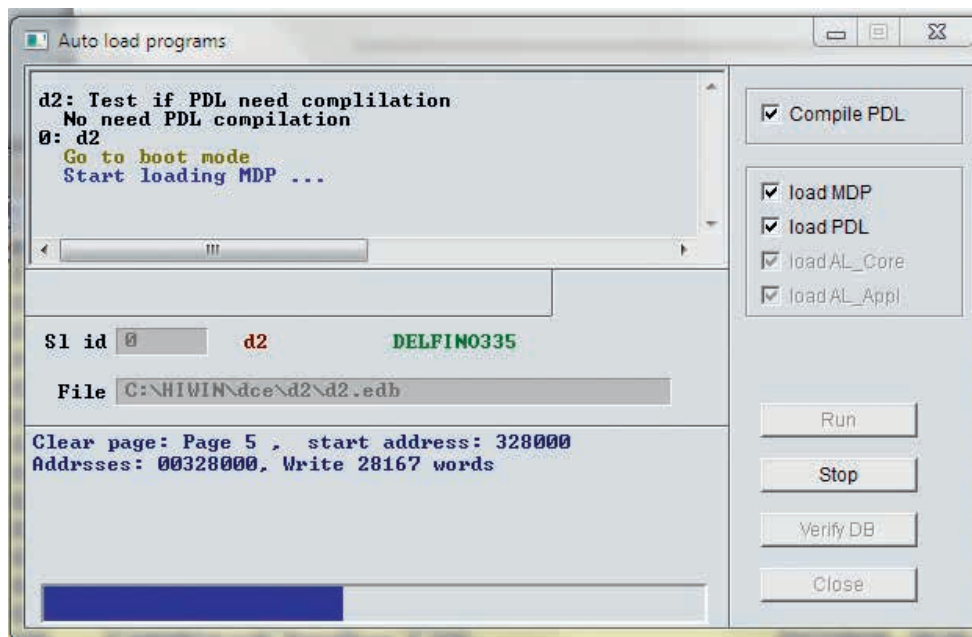 Auto load programs
d2: Test if PDL need complilation
No need PDL compilation
0: d2
Go to boot mode
Start loading MDP ...
Compile PDL
load MDP
load PDL
load AL_Core
load AL_Appl
Sl id 0 d2 DELFINO335
File C:\HIWIN\dce\d2\d2.edb
Clear page: Page 5 , start address: 328000
Addrsses: 00328000, Write 28167 words
Run
Stop
Verify DB
Close